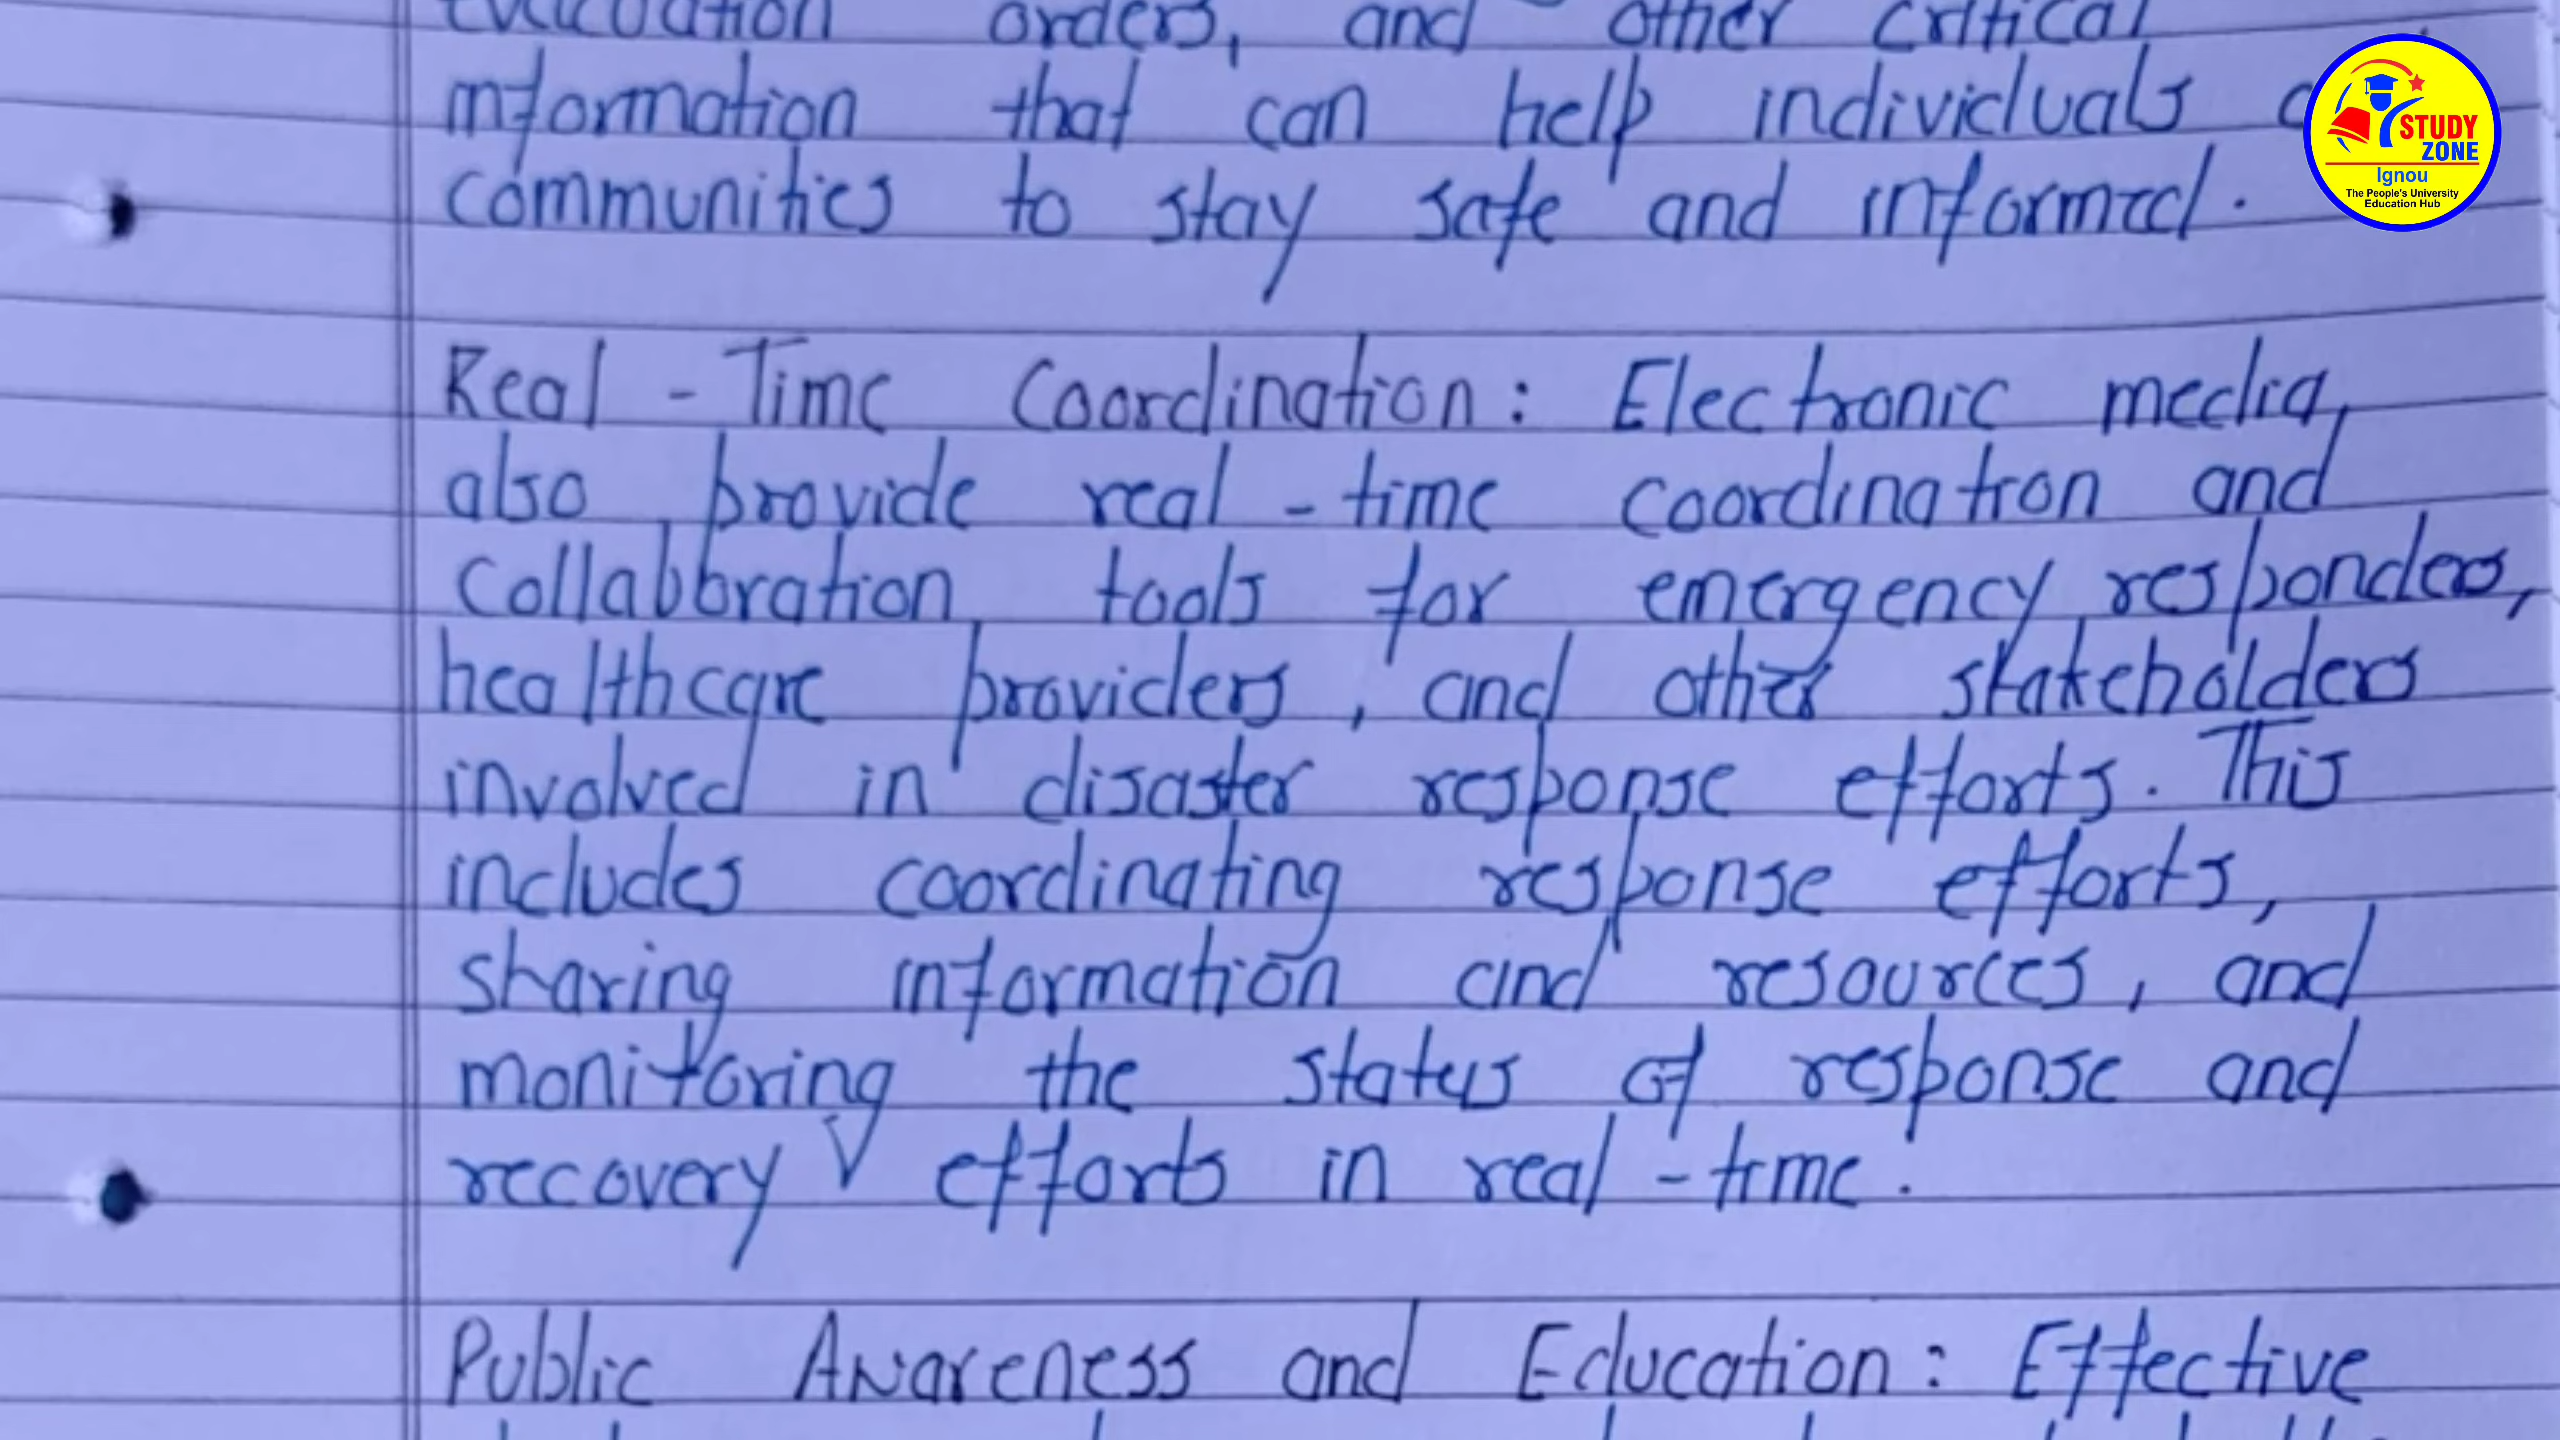 evacuation orders, and other critical
information that can help individuals
communities to stay safe and informed.
Real - Time Coordination: Electronic media
also provide real - time coordination and
collaboration tools for emergency responders,
healthcare providers, and other stakeholders
involved in disaster response efforts. This
includes coordinating response efforts,
sharing information and resources, and
monitoring the status of response and
recovery efforts in real - time.
Public Awareness and Education: Effective
STUDY
ZONE
Ignou
The People's University
Education Hub